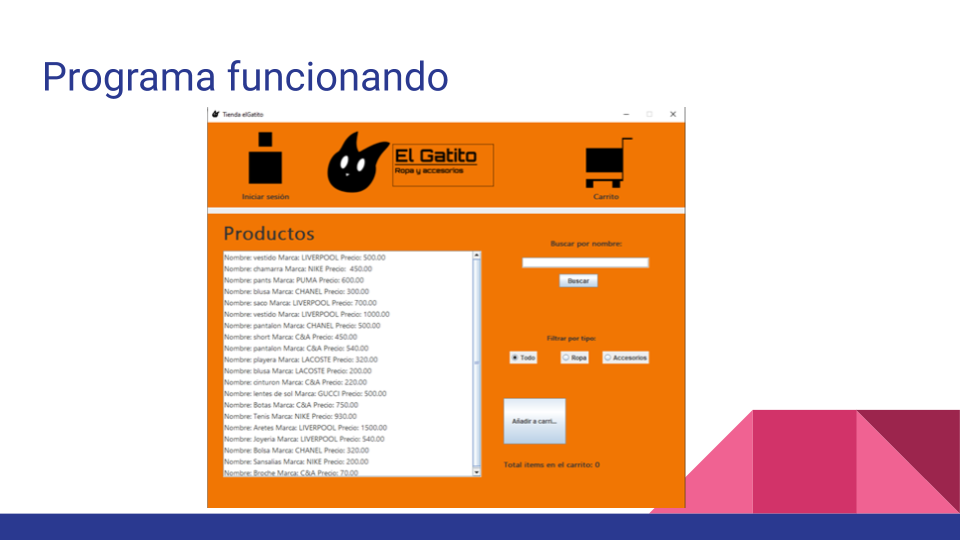 Programa funcionando
Tienda elGatito
El Gatito
Ropa y accesorios
Iniciar sesión
Carrito
Productos
Nombre: vestido Marca: LIVERPOOL Precio: 500.00
Nombre: chamarra Marca: NIKE Precio: 450.00
Nombre: pants Marca: PUMA Precio: 600.00
Nombre: blusa Marca: CHANEL Precio: 300.00
Nombre: saco Marca: LIVERPOOL Precio: 700.00
Nombre: vestido Marca: LIVERPOOL Precio: 1000.00
Nombre: pantalon Marca: CHANEL Precio: 500.00
Nombre: short Marca: C&A Precio: 450.00
Nombre: pantalon Marca: C&A Precio: 540.00
Nombre: playera Marca: LACOSTE Precio: 320.00
Nombre: blusa Marca: LACOSTE Precio: 200.00
Nombre: cinturon Marca: C&A Precio: 220.00
Nombre: lentes de sol Marca: GUCCI Precio: 500.00
Nombre: Botas Marca: C&A Precio: 750.00
Nombre: Tenis Marca: NIKE Precio: 930.00
Nombre: Aretes Marca: LIVERPOOL Precio: 1500.00
Nombre: Joyeria Marca: LIVERPOOL Precio: 540.00
Nombre: Bolsa Marca: CHANEL Precio: 320.00
Nombre: Sansalias Marca: NIKE Precio: 200.00
Nombre: Broche Marca: C&A Precio: 70.00
Buscar por nombre:
Buscar
Filtrar por tipo:
Todo Ropa Accesorios
Añadir a carri...
Total items en el carrito: 0